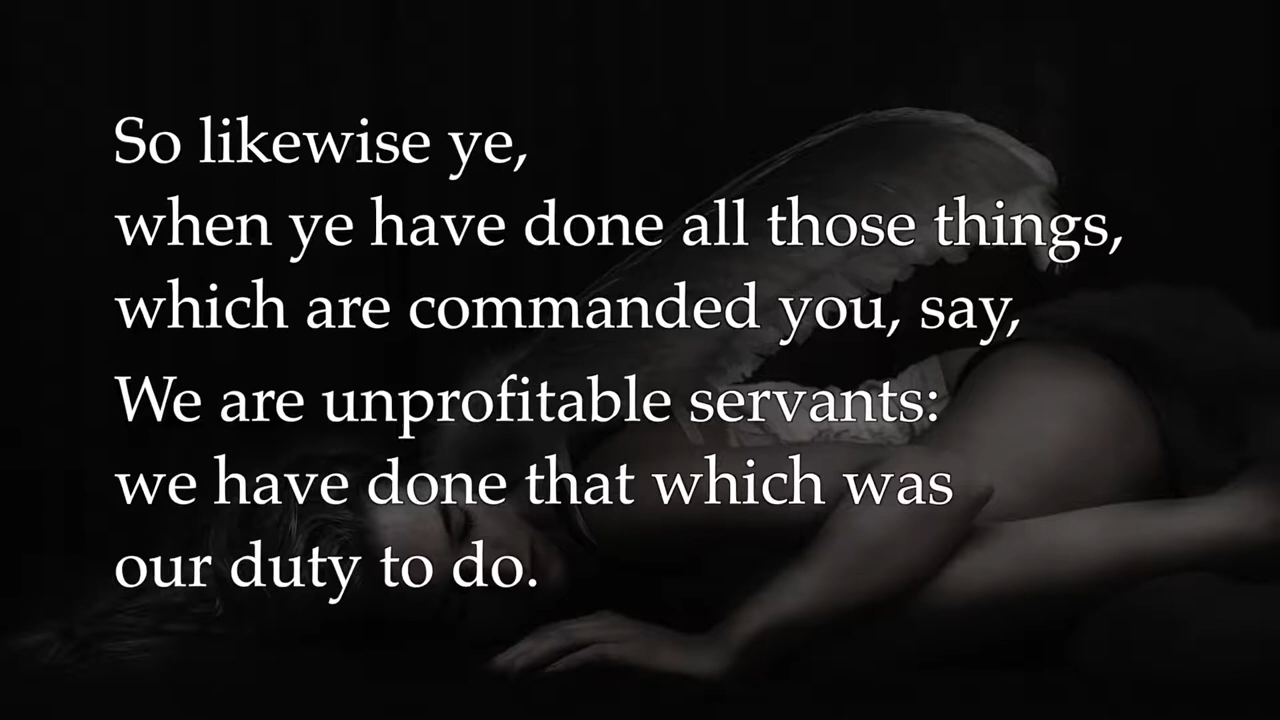 So likewise ye,
when ye have done all those things,
which are commanded you, say,
We are unprofitable servants:
we have done that which was
our duty to do.